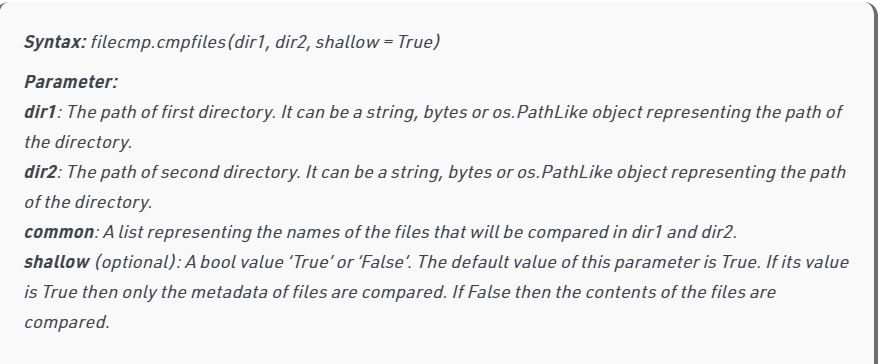 Syntax: filecmp.cmpfiles(dir1, dir2, shallow = True)
Parameter:
dir1: The path of first directory. It can be a string, bytes or os.PathLike object representing the path of
the directory.
dir2: The path of second directory. It can be a string, bytes or os.PathLike object representing the path
of the directory.
common: A list representing the names of the files that will be compared in dir1 and dir2.
shallow (optional): A bool value ‘True’ or ‘False’. The default value of this parameter is True. If its value
is True then only the metadata of files are compared. If False then the contents of the files are
compared.